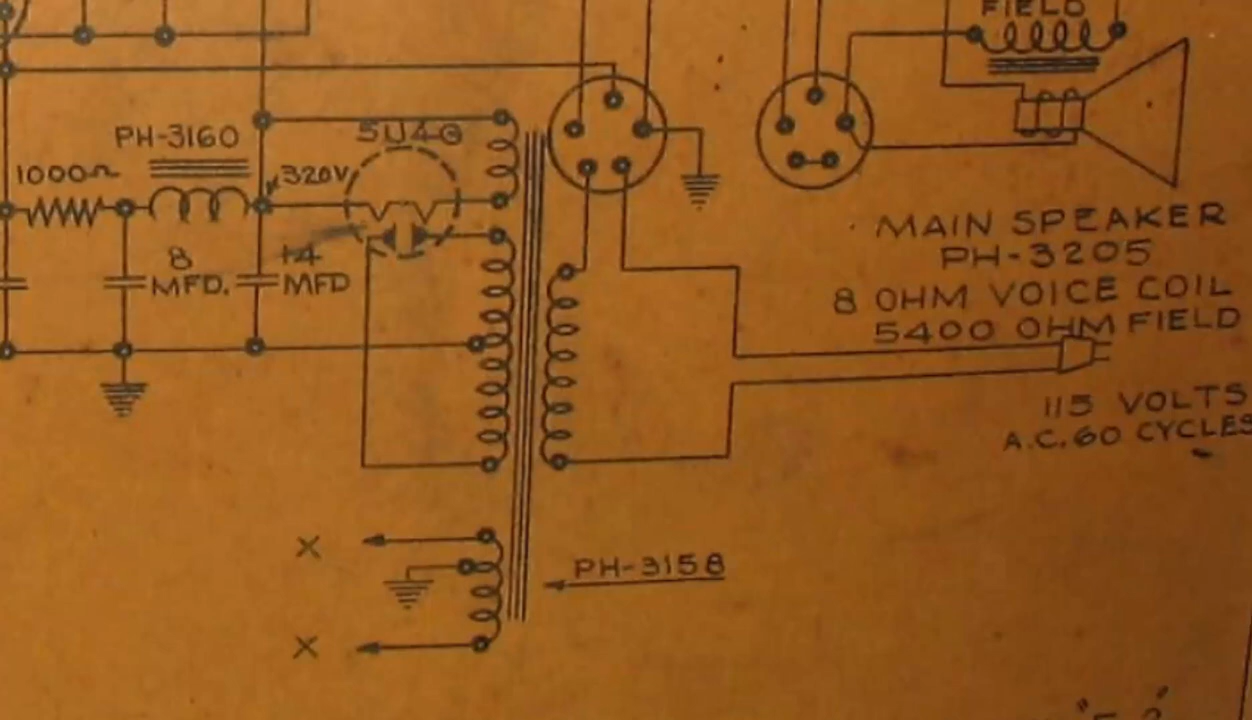 FIELD
PH-3160
5U4G
1000Ω
320V
8
MFD.
14
MFD
MAIN SPEAKER
PH-3205
8 OHM VOICE COIL
5400 OHM FIELD
115 VOLTS
A.C. 60 CYCLES
X
PH-3158
X